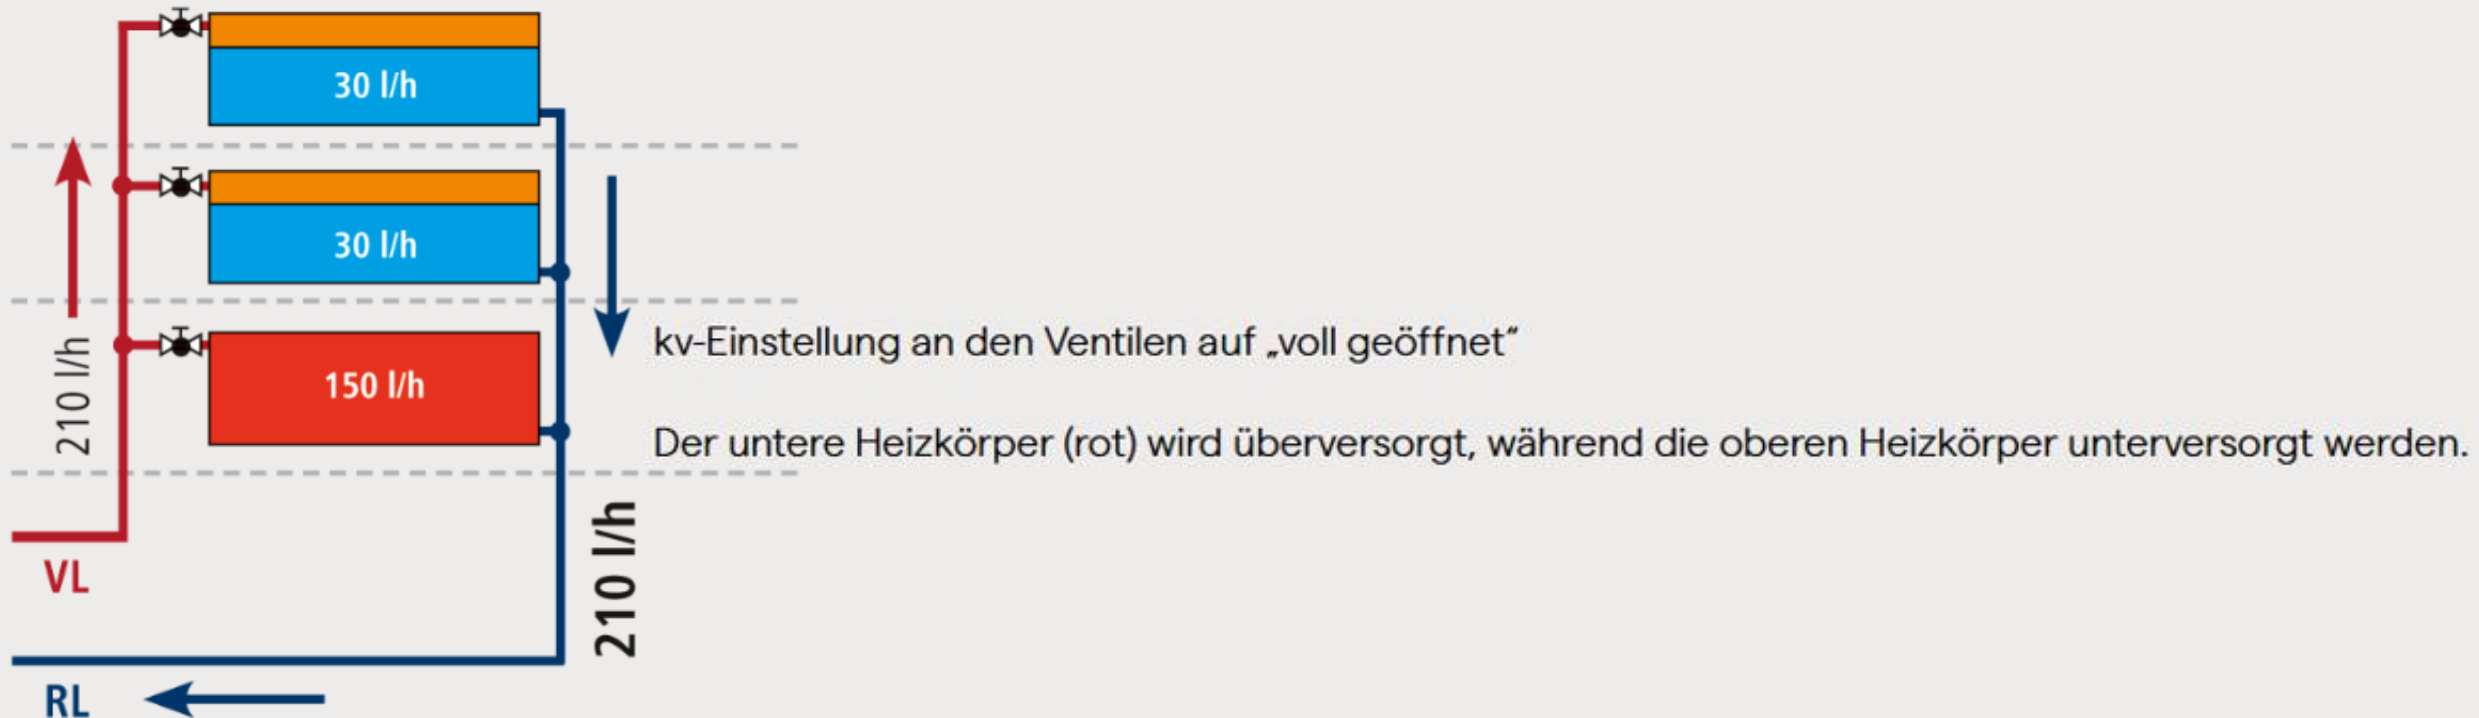 30 l/h
30 l/h
210 l/h
150 l/h
kv-Einstellung an den Ventilen auf „voll geöffnet“
Der untere Heizkörper (rot) wird überversorgt, während die oberen Heizkörper unterversorgt werden.
210 l/h
VL
RL